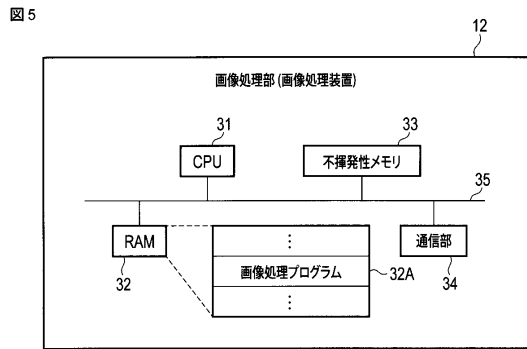 図5
12
画像処理部(画像処理装置)
31
33
CPU
不揮発性メモリ
35
RAM
⋮
通信部
画像処理プログラム
32
32A
34
⋮